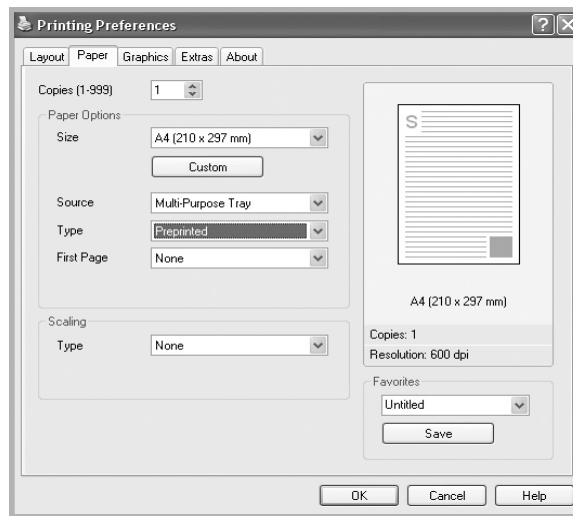 Printing Preferences
Layout Paper Graphics Extras About
Copies (1-999) 1
Paper Options
Size A4 (210 x 297 mm)
Custom
Source Multi-Purpose Tray
Type Preprinted
First Page None
Scaling
Type None
S
A4 (210 x 297 mm)
Copies: 1
Resolution: 600 dpi
Favorites
Untitled
Save
OK Cancel Help